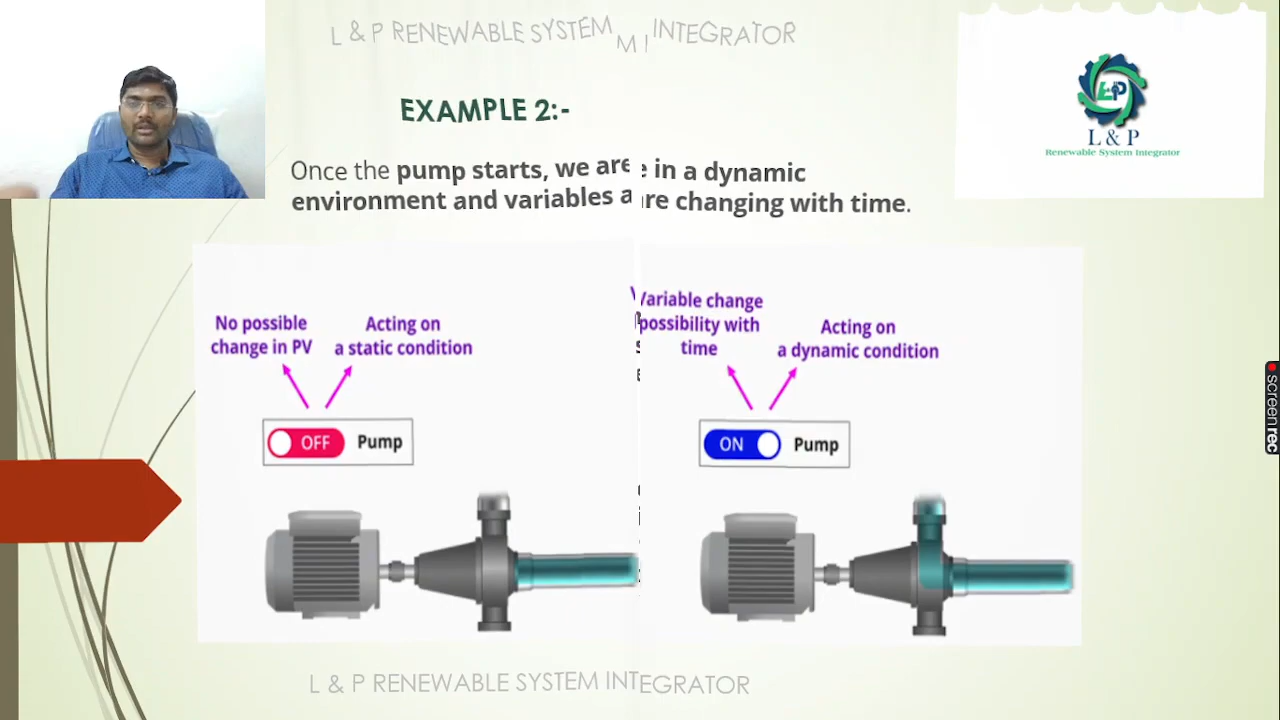 L & P RENEWABLE SYSTEM INTEGRATOR
EXAMPLE 2:-
Once the pump starts, we are in a dynamic
environment and variables are changing with time.
L & P
Renewable System Integrator
No possible
change in PV
Acting on
a static condition
OFF Pump
Variable change
possibility with
time
Acting on
a dynamic condition
ON Pump
L & P RENEWABLE SYSTEM INTEGRATOR
screenrec